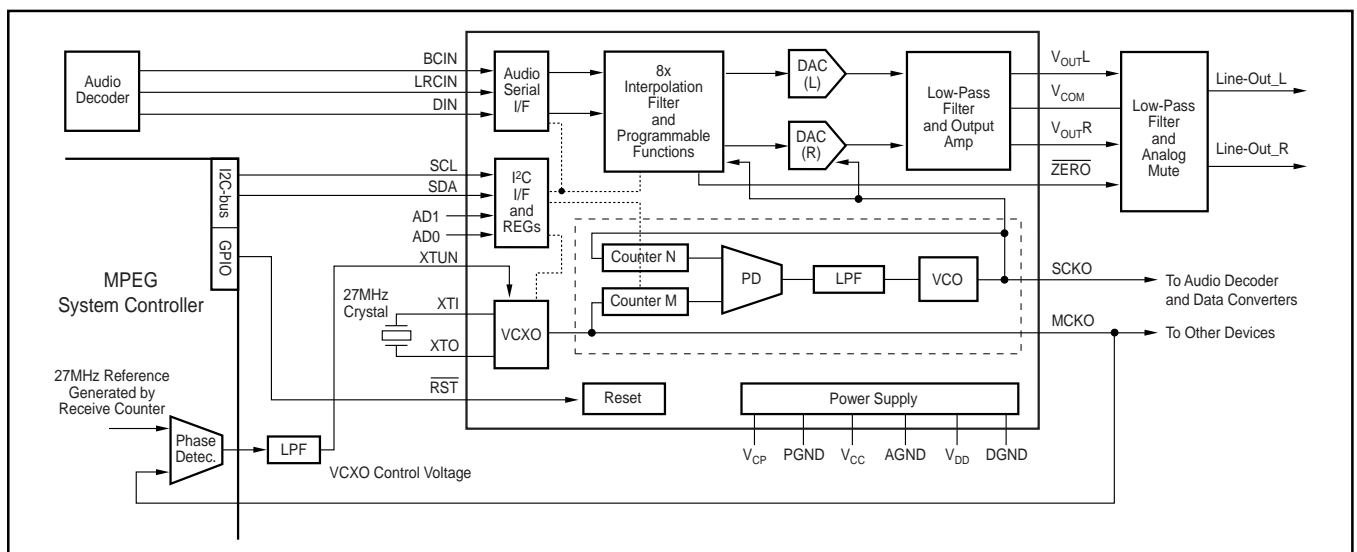 Audio
Decoder
BCIN
LRCIN
DIN
Audio
Serial
I/F
8x
Interpolation
Filter
and
Programmable
Functions
DAC
(L)
DAC
(R)
Low-Pass
Filter
and Output
Amp
VOUTL
VCOM
VOUTR
ZERO
Low-Pass
Filter
and
Analog
Mute
Line-Out_L
Line-Out_R
I2C-bus
GPIO
SCL
SDA
AD1
AD0
XTUN
I²C
I/F
and
REGs
MPEG
System Controller
27MHz
Crystal
XTI
XTO
VCXO
Counter N
Counter M
PD
LPF
VCO
SCKO
To Audio Decoder
and Data Converters
MCKO
To Other Devices
27MHz Reference
Generated by
Receive Counter
RST
Reset
Power Supply
Phase
Detec.
LPF
VCXO Control Voltage
VCP
PGND
VCC
AGND
VDD
DGND